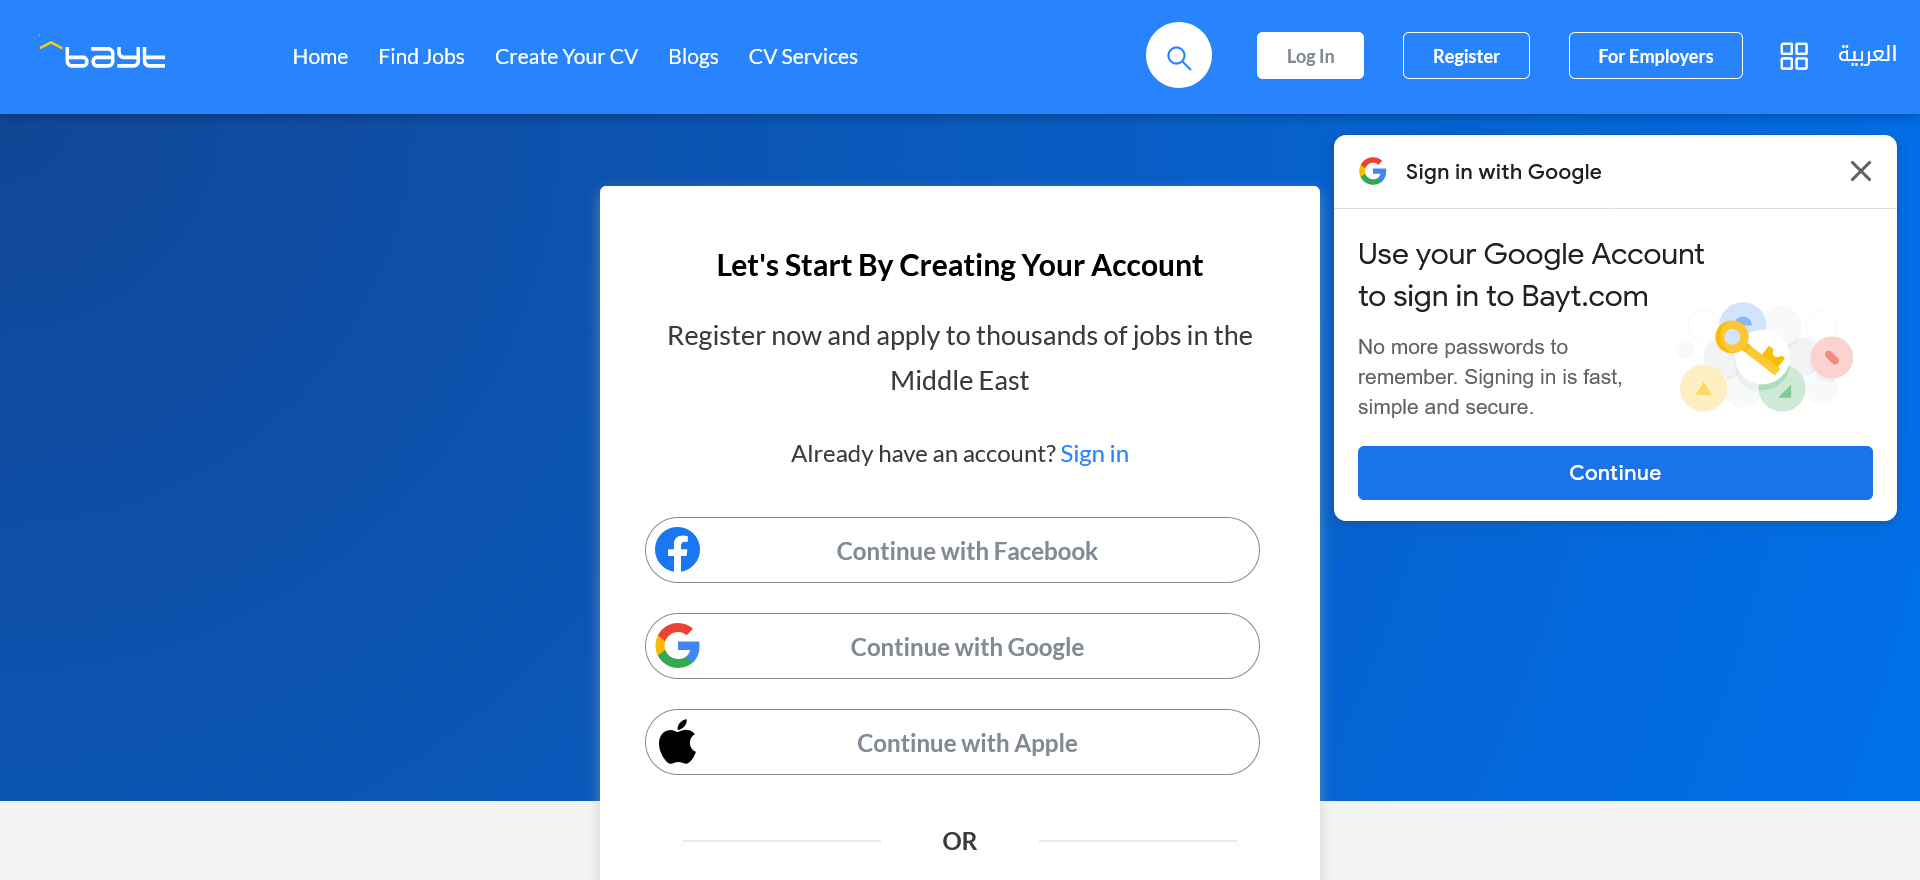 bayt
Home
Find Jobs
Create Your CV
Blogs
CV Services
Log In
Register
For Employers
العربية
Let's Start By Creating Your Account
Register now and apply to thousands of jobs in the
Middle East
Already have an account? Sign in
Continue with Facebook
Continue with Google
Continue with Apple
OR
Sign in with Google
Use your Google Account
to sign in to Bayt.com
No more passwords to
remember. Signing in is fast,
simple and secure.
Continue